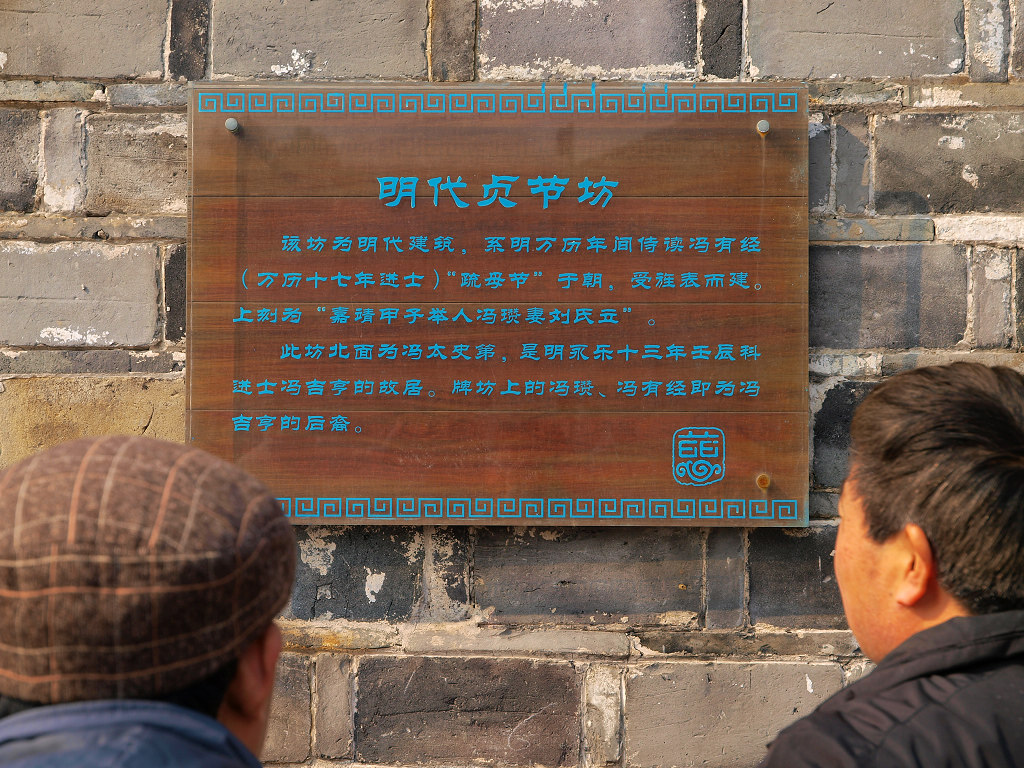 明代贞节坊
该坊为明代建筑。系明万历年间侍读冯有经
（万历十七年进士）“疏母节”于朝。受旌表而建。
上刻为“嘉靖甲子举人冯璜妻刘氏立”。
此坊北面为冯太史第。是明永乐十三年壬辰科
进士冯吉亨的故居。牌坊上的冯璜、冯有经即为冯
吉亨的后裔。